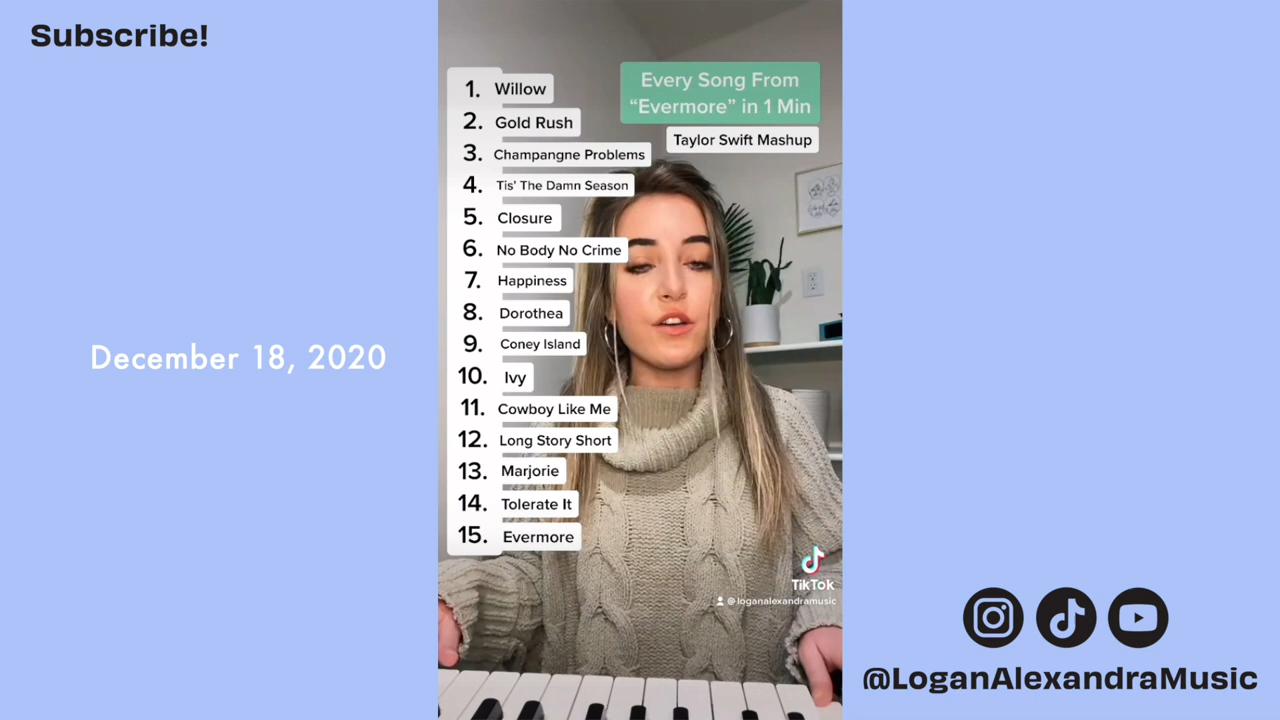 Subscribe!
Every Song From
“Evermore” in 1 Min
Taylor Swift Mashup
1. Willow
2. Gold Rush
3. Champangne Problems
4. Tis’ The Damn Season
5. Closure
6. No Body No Crime
7. Happiness
8. Dorothea
9. Coney Island
10. Ivy
11. Cowboy Like Me
12. Long Story Short
13. Marjorie
14. Tolerate It
15. Evermore
December 18, 2020
TikTok
@loganalexandramusic
@LoganAlexandraMusic